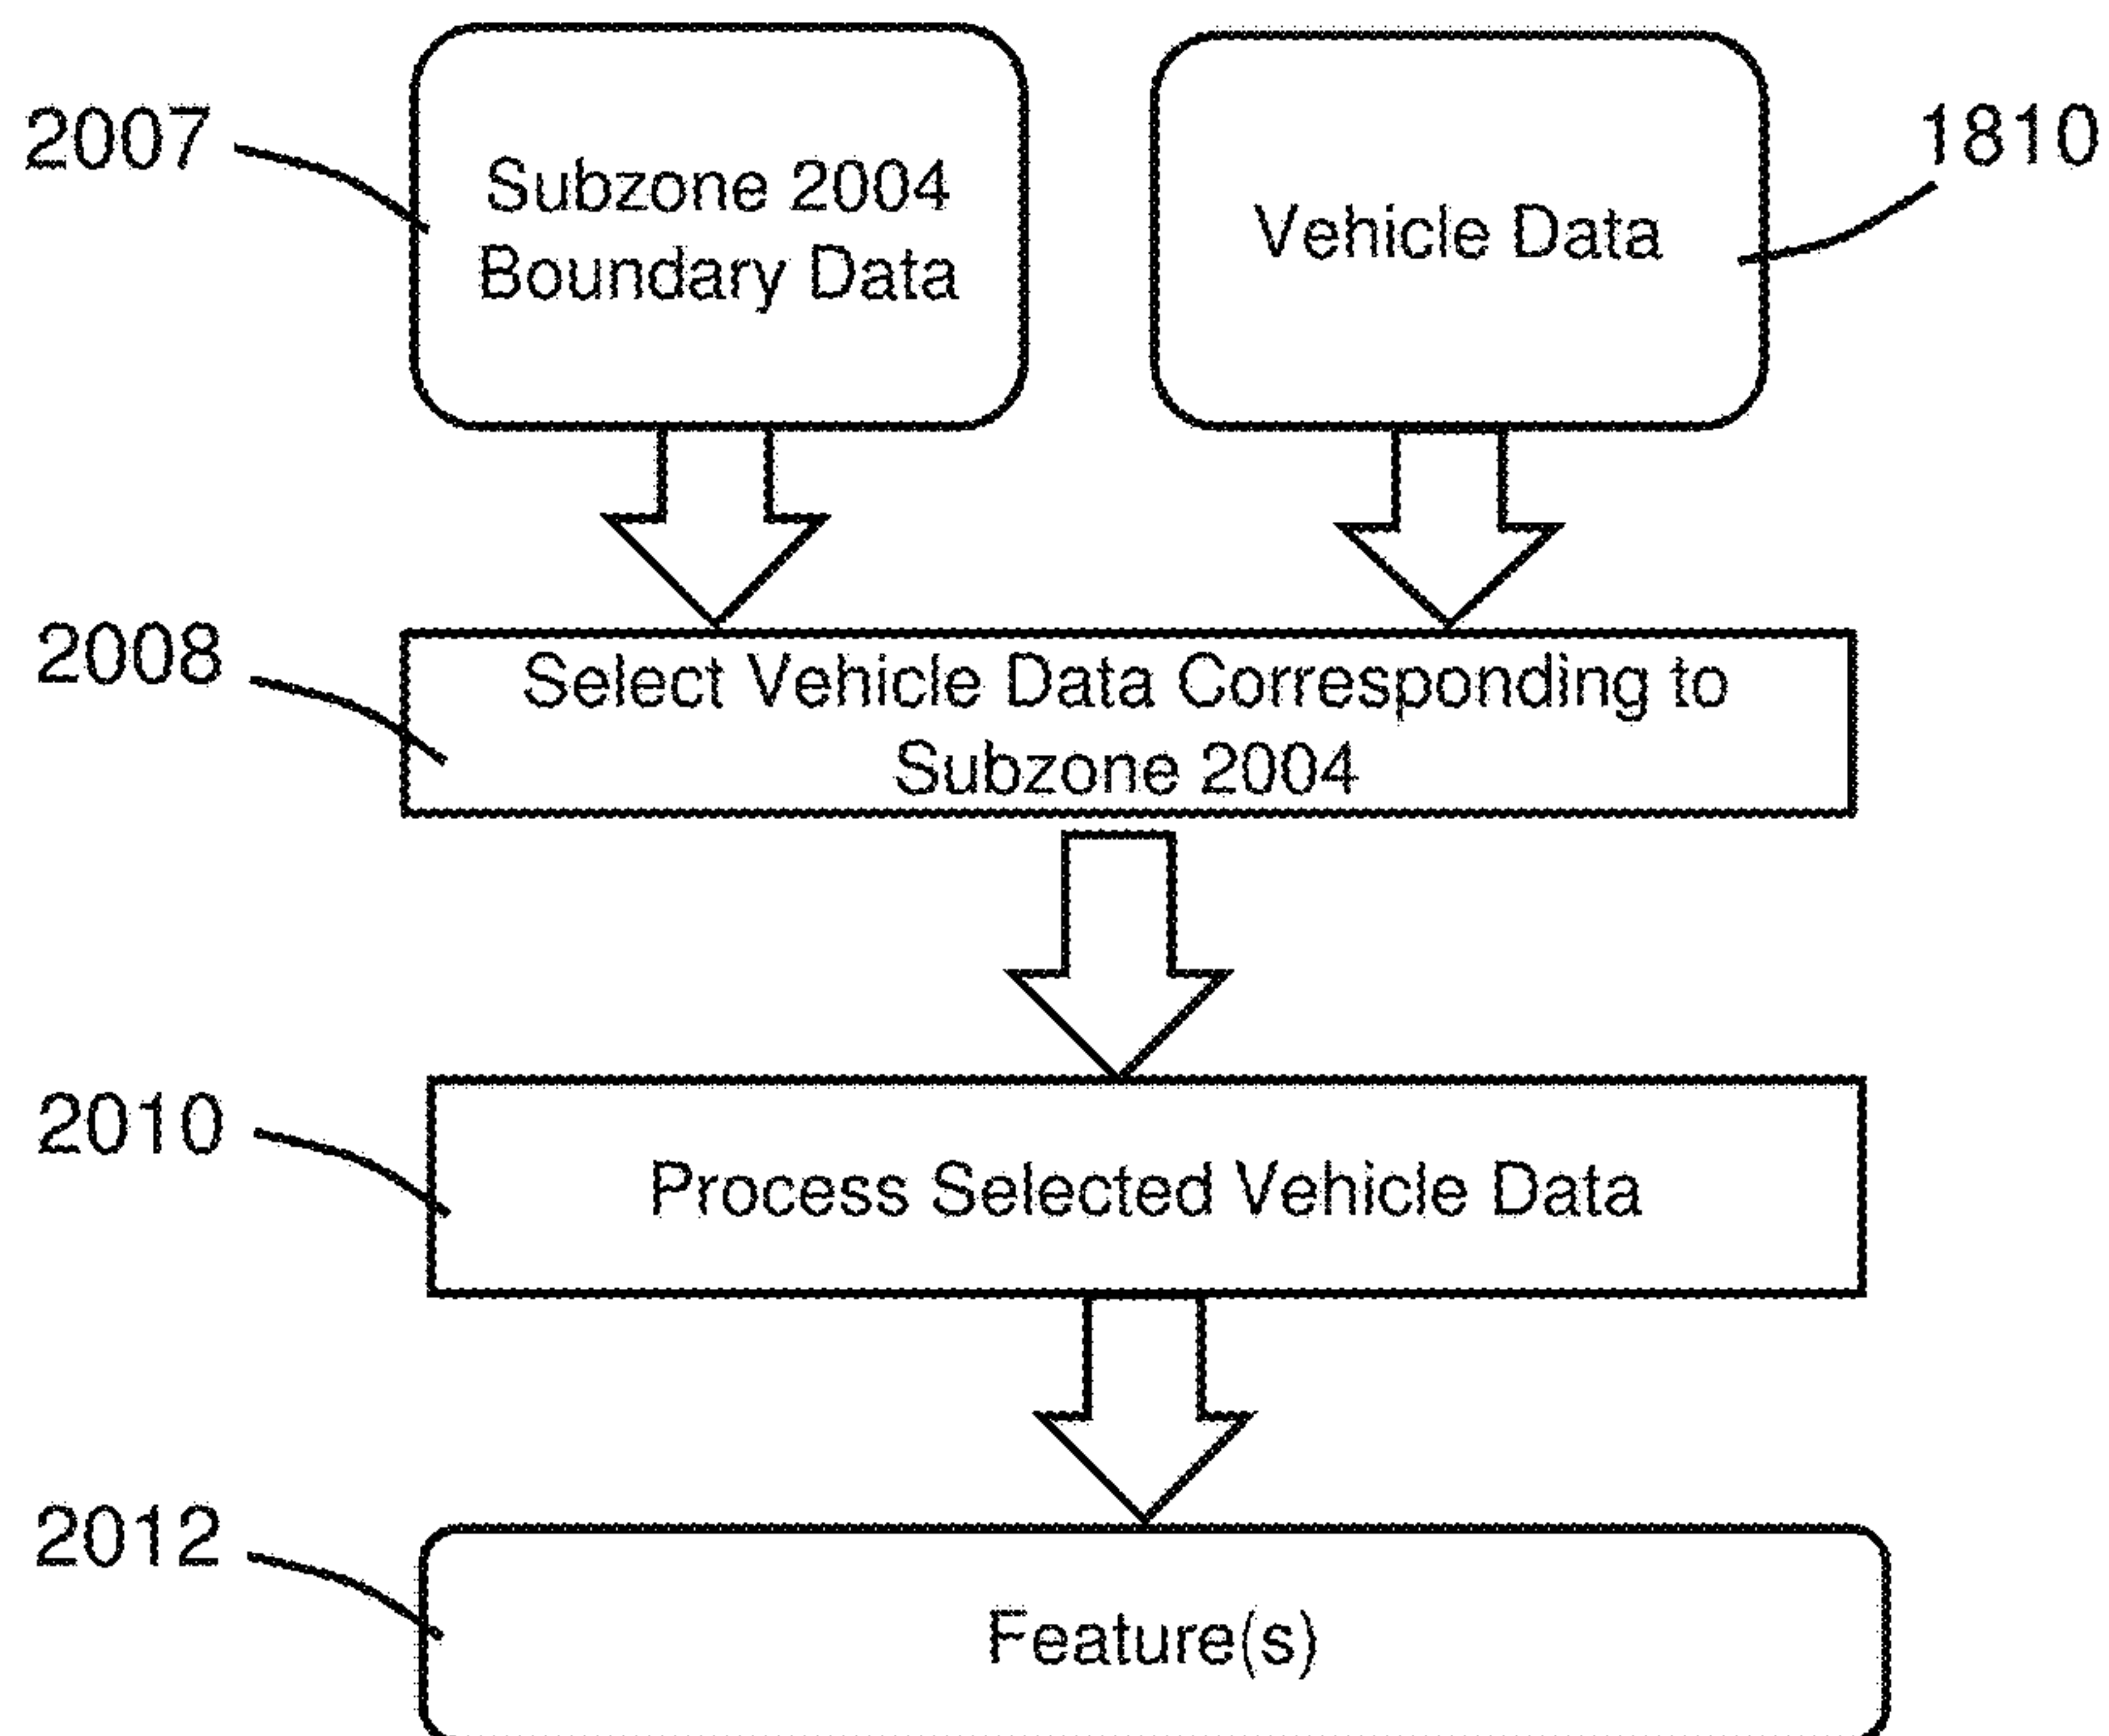 2007
Subzone 2004
Boundary Data
Vehicle Data
1810
2008
Select Vehicle Data Corresponding to
Subzone 2004
2010
Process Selected Vehicle Data
2012
Feature(s)